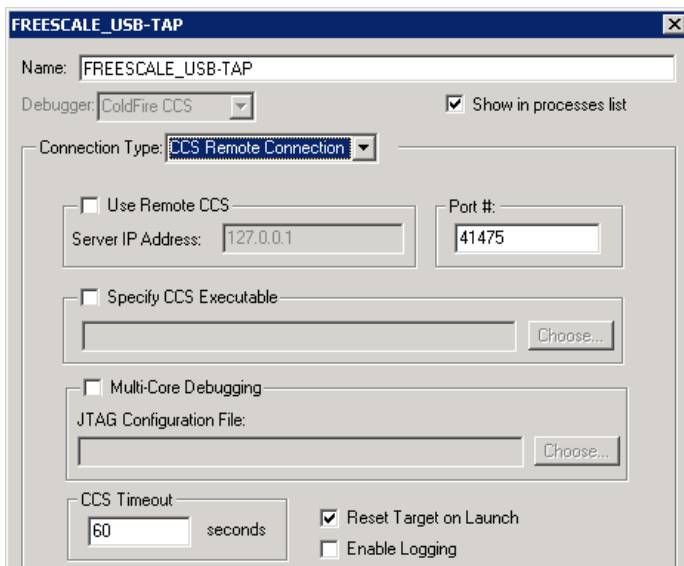 FREESCALE_USB-TAP
Name: FREESCALE_USB-TAP
Debugger: ColdFire CCS Show in processes list
Connection Type: CCS Remote Connection
Use Remote CCS Port #:
Server IP Address: 127.0.0.1 41475
Specify CCS Executable
Choose...
Multi-Core Debugging
JTAG Configuration File:
Choose...
CCS Timeout
60 seconds Reset Target on Launch
Enable Logging